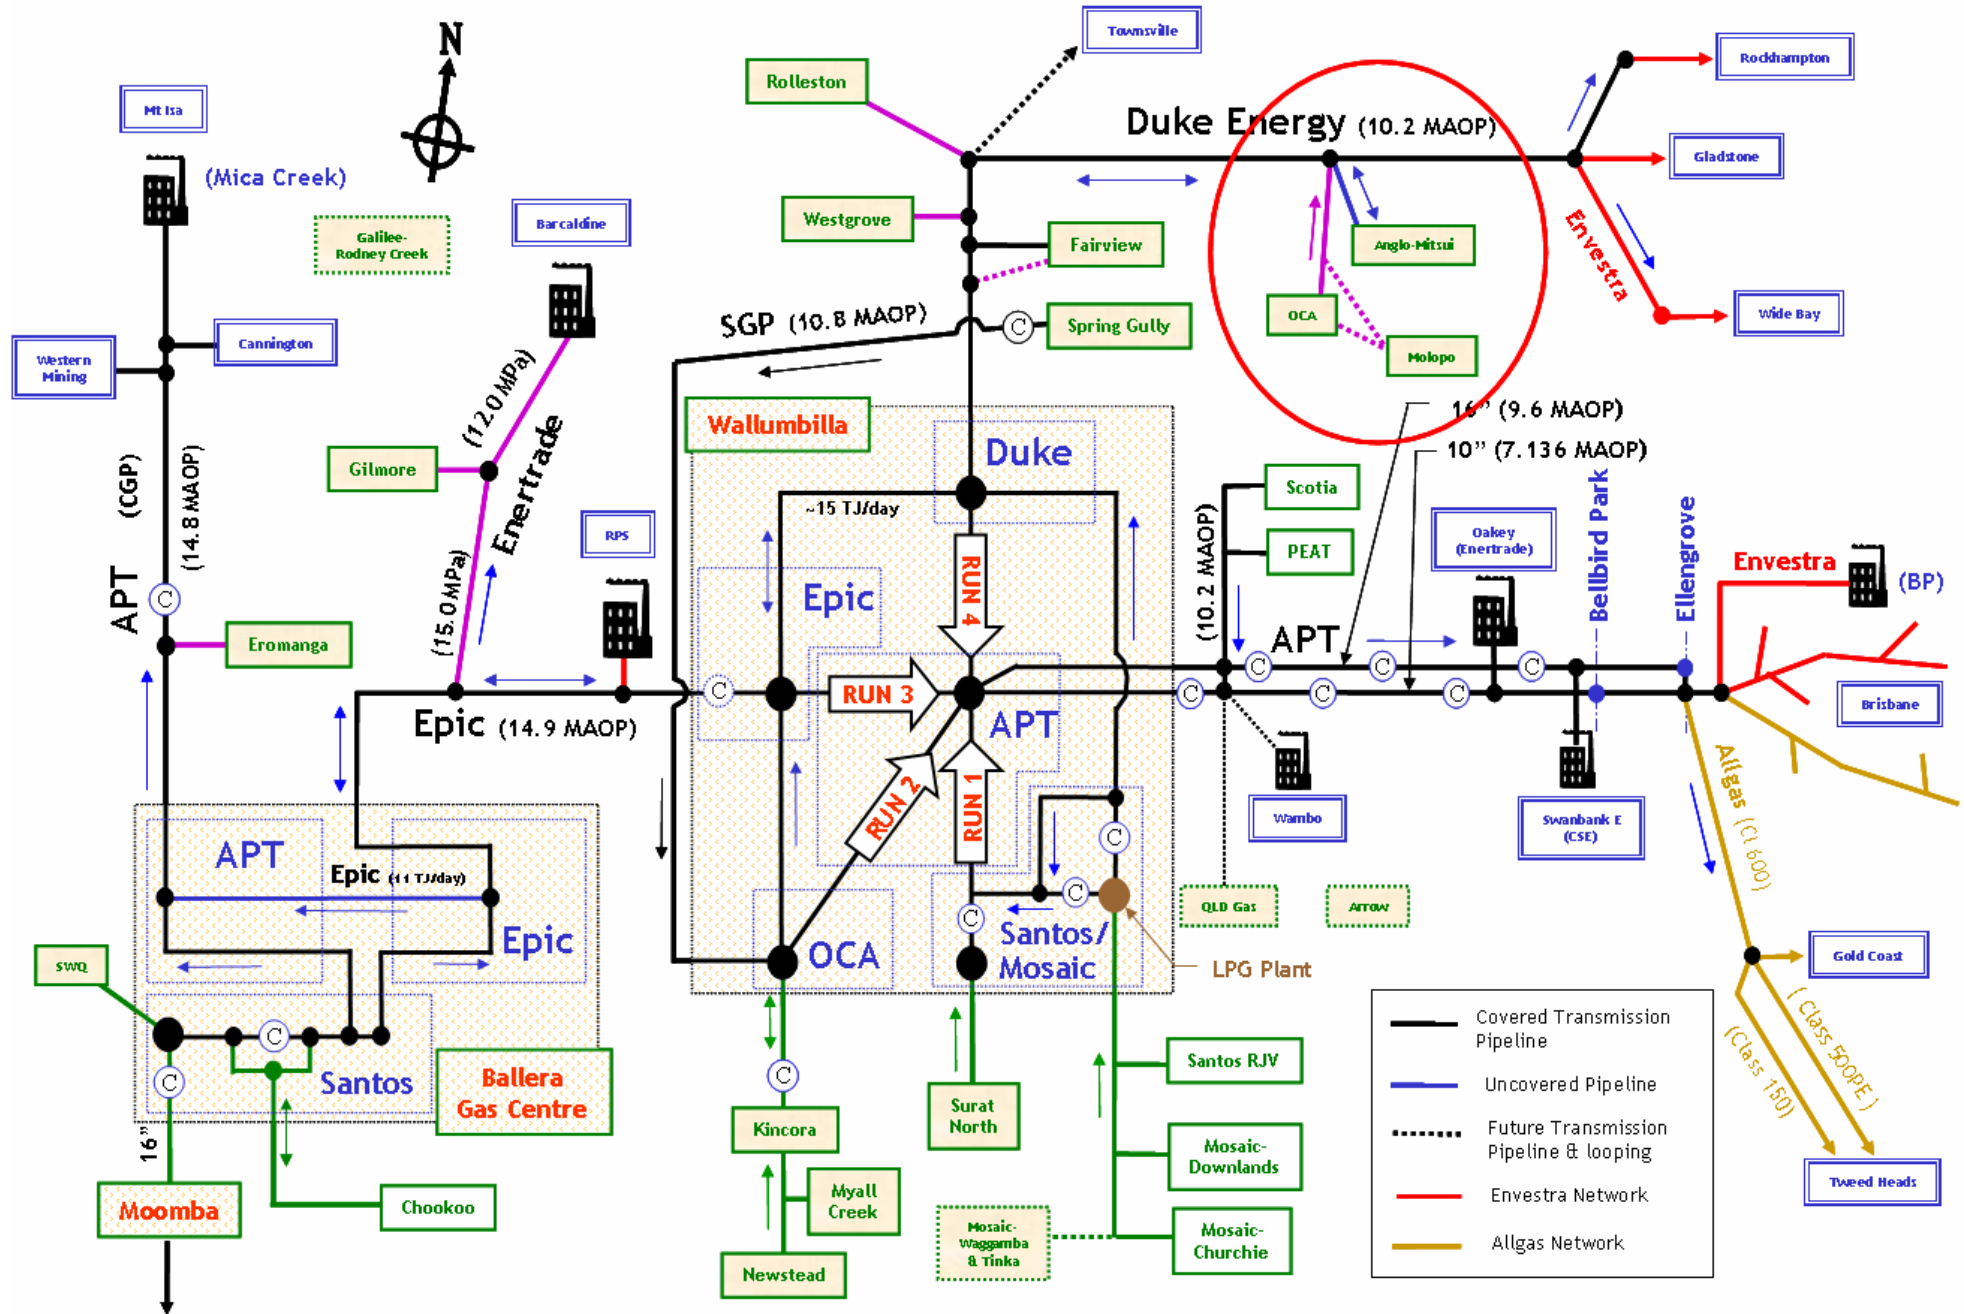 N
Townsville
Rockhampton
Rolleston
Mt Isa
Duke Energy (10.2 MAOP)
Gladstone
(Mica Creek)
Barcaldine
Westgrove
Galilee-
Rodney Creek
Fairview
Anglo-Mitsui
Envestra
OCA
Wide Bay
SGP (10.8 MAOP)
C
Spring Gully
Molopo
Cannington
Western
Mining
(12.0 MPa)
Enertrade
16” (9.6 MAOP)
10” (7.136 MAOP)
Wallumbilla
Duke
Gilmore
(CGP)
(14.8 MAOP)
APT
C
~15 TJ/day
RPS
Scotia
PEAT
(10.2 MAOP)
Oakey
(Enertrade)
Bellbird Park
Ellengrove
Envestra
(BP)
(15.0 MPa)
Epic
RUN 4
Eromanga
APT
C
C
C
C
RUN 3
C
C
C
Epic (14.9 MAOP)
APT
Brisbane
RUN 2
RUN 1
Wambo
Swanbank E
(CSE)
Allgas (Cl 600)
APT
Epic (11 TJ/day)
Epic
C
C
C
QLD Gas
Arrow
OCA
Santos/
Mosaic
LPG Plant
Gold Coast
SWQ
C
C
Santos
Ballera
Gas Centre
16”
Moomba
Chookoo
C
Kincora
Myall
Creek
Newstead
Surat
North
Santos RJV
Mosaic-
Downlands
Mosaic-
Waggamba
& Tinka
Mosaic-
Churchie
(Class 150)
(Class 500PE)
Tweed Heads
Covered Transmission
Pipeline
Uncovered Pipeline
Future Transmission
Pipeline & looping
Envestra Network
Allgas Network